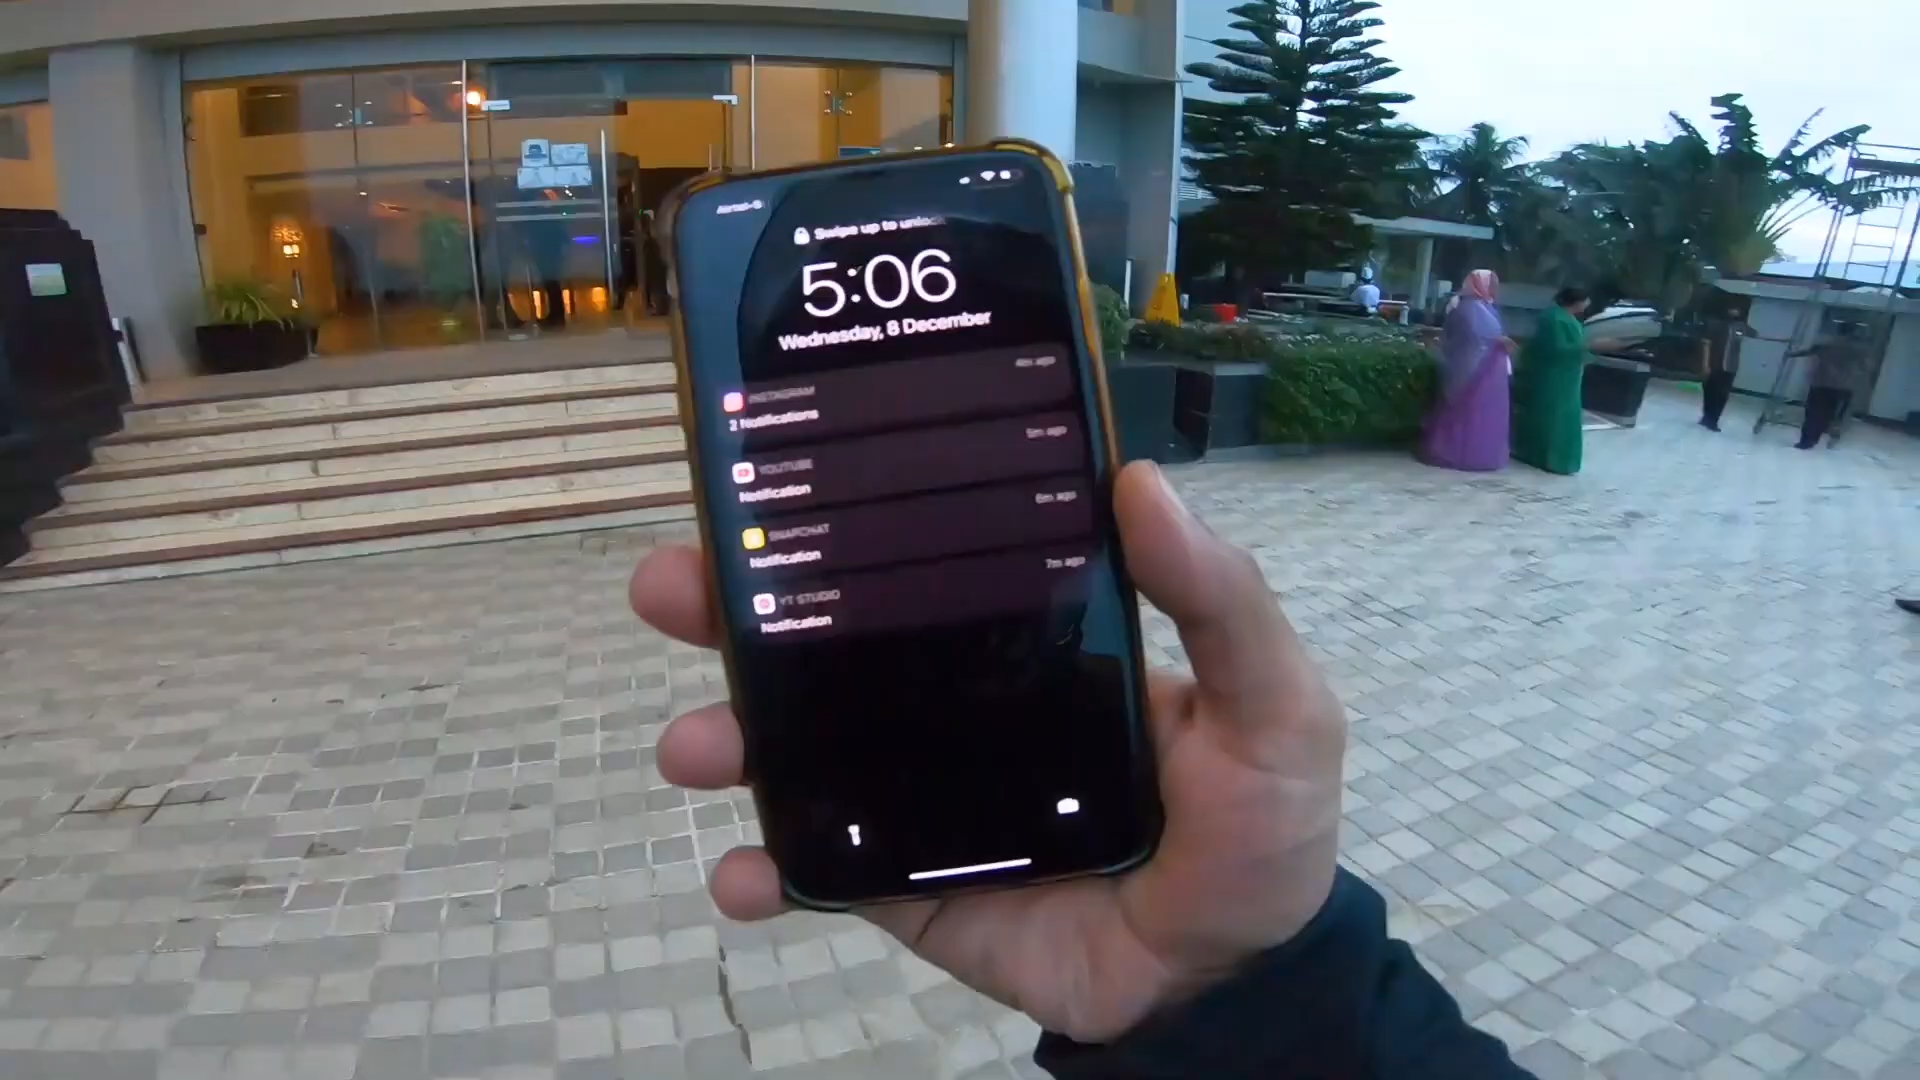 Swipe up to unlock
5:06
Wednesday, 8 December
INSTAGRAM 4m ago
2 Notifications
YOUTUBE 5m ago
Notification
SNAPCHAT 6m ago
Notification
YT STUDIO 7m ago
Notification